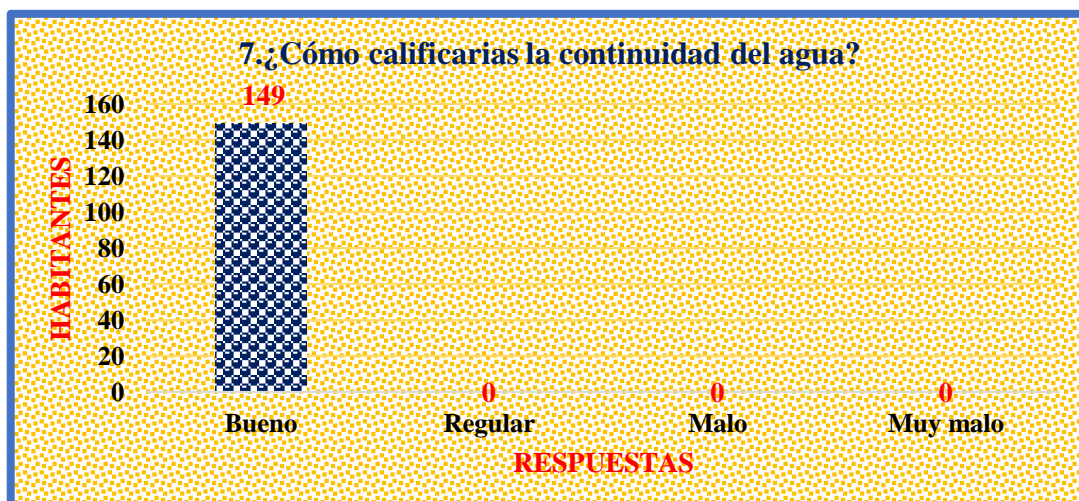 7.¿Cómo calificarias la continuidad del agua?
149
160
140
120
100
80
60
40
20
0
HABITANTES
0 0 0
Bueno Regular Malo Muy malo
RESPUESTAS